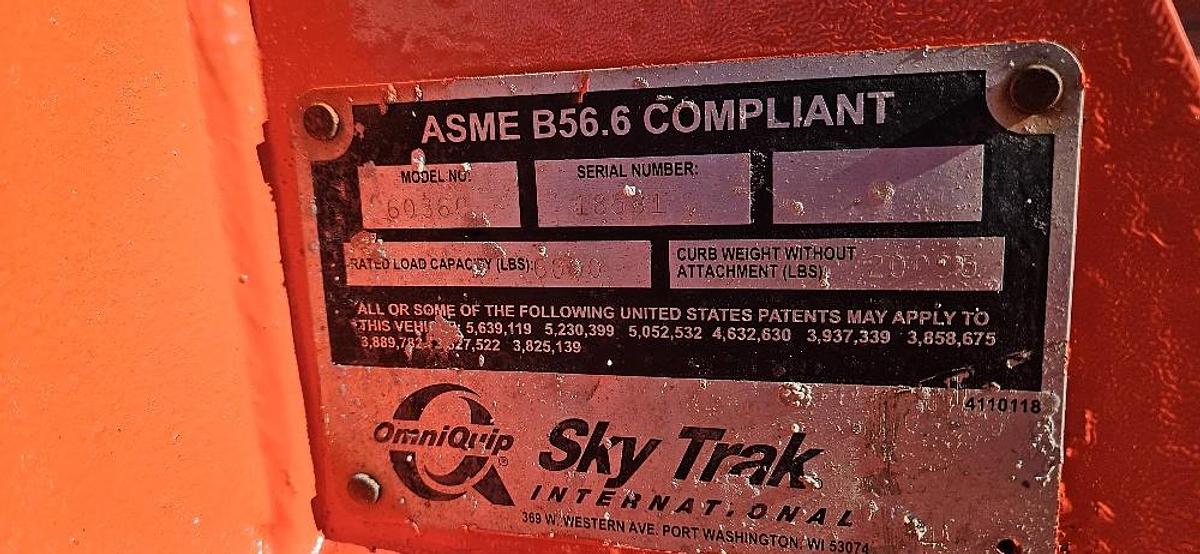 ASME B56.6 COMPLIANT
MODEL NO: SERIAL NUMBER:
60360
RATED LOAD CAPACITY (LBS): 6000
CURB WEIGHT WITHOUT
ATTACHMENT (LBS)
ALL OR SOME OF THE FOLLOWING UNITED STATES PATENTS MAY APPLY TO
THIS 5,639,119 5,230,399 5,052,532 4,632,630 3,937,339 3,858,675
3,825,139
4110118
OmniQuip ®
Sky Trak
INTERNATIONAL
369 W. WESTERN AVE. PORT WASHINGTON, WI 53074